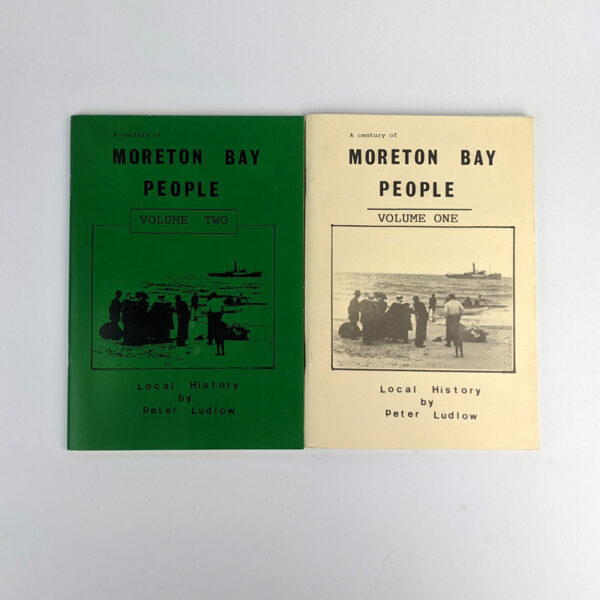 A century of
MORETON BAY
PEOPLE
VOLUME TWO
Local History
by
Peter Ludlow
A century of
MORETON BAY
PEOPLE
VOLUME ONE
Local History
by
Peter Ludlow